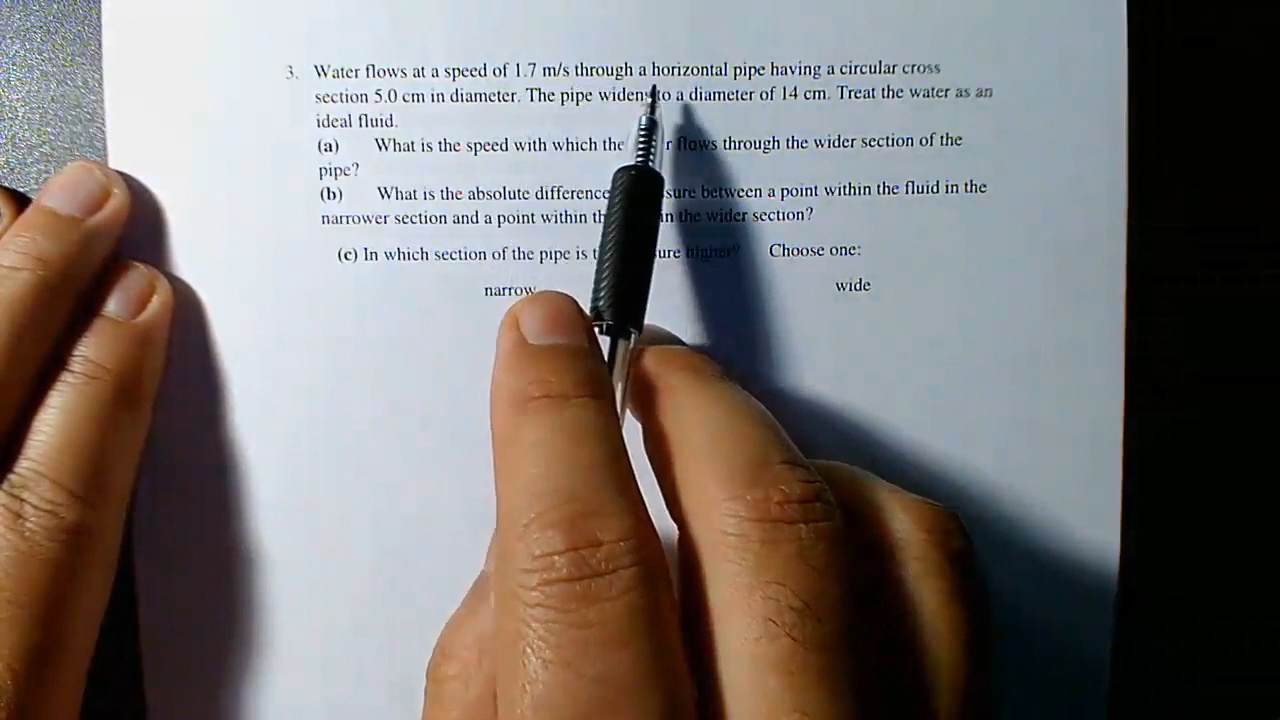 3. Water flows at a speed of 1.7 m/s through a horizontal pipe having a circular cross
section 5.0 cm in diameter. The pipe widens to a diameter of 14 cm. Treat the water as an
ideal fluid.
(a) What is the speed with which the flows through the wider section of the
pipe?
(b) What is the absolute difference between a point within the fluid in the
narrower section and a point within in the wider section?
(c) In which section of the pipe is higher? Choose one:
narrow wide